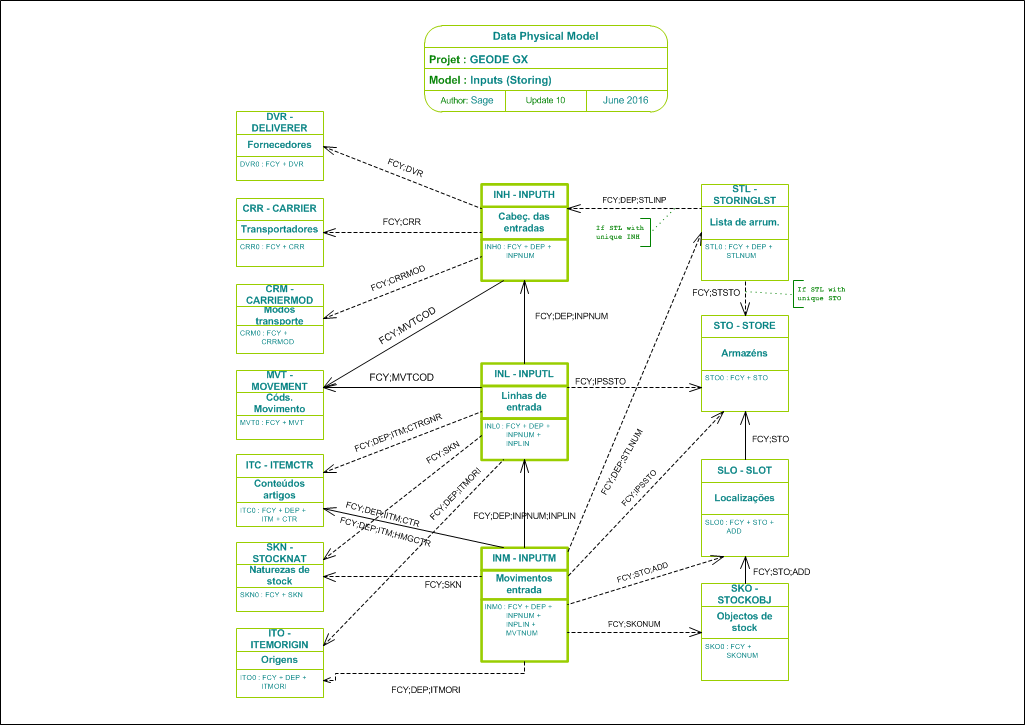 Data Physical Model
Projet : GEODE GX
Model : Inputs (Storing)
Author: Sage
Update 10
June 2016
DVR -
DELIVERER
Fornecedores
DVR0 : FCY + DVR
CRR - CARRIER
Transportadores
CRR0 : FCY + CRR
CRM -
CARRIERMOD
Modos
transporte
CRM0 : FCY +
CRRMOD
MVT -
MOVEMENT
Códs.
Movimento
MVT0 : FCY + MVT
ITC - ITEMCTR
Conteúdos
artigos
ITC0 : FCY + DEP +
ITM + CTR
SKN -
STOCKNAT
Naturezas de
stock
SKN0 : FCY + SKN
ITO -
ITEMORIGIN
Origens
ITO0 : FCY + DEP +
ITMORI
FCY;DVR
FCY;CRR
FCY;CRRMOD
FCY;MVTCOD
FCY;MVTCOD
FCY;DEP;ITM;CTRGNR
FCY;SKN
FCY;DEP;ITMORI
FCY;DEP;IITM;CTR
FCY;DEP;ITM;HMGCTR
FCY;SKN
FCY;DEP;ITMORI
INH - INPUTH
Cabeç. das
entradas
INH0 : FCY + DEP +
INPNUM
FCY;DEP;INPNUM
INL - INPUTL
Linhas de
entrada
INL0 : FCY + DEP +
INPNUM +
INPLIN
FCY;DEP;INPNUM;INPLIN
INM - INPUTM
Movimentos
entrada
INM0 : FCY + DEP +
INPNUM +
INPLIN +
MVTNUM
FCY;DEP;STLINP
If STL with
unique INH
FCY;IPSSTO
FCY;DEP;STLNUM
FCY;IPSSTO
FCY;STO;ADD
FCY;SKONUM
STL -
STORINGLST
Lista de arrum.
STL0 : FCY + DEP +
STLNUM
FCY;STSTO
If STL with
unique STO
STO - STORE
Armazéns
STO0 : FCY + STO
FCY;STO
SLO - SLOT
Localizações
SLO0 : FCY + STO +
ADD
FCY;STO;ADD
SKO -
STOCKOBJ
Objectos de
stock
SKO0 : FCY +
SKONUM